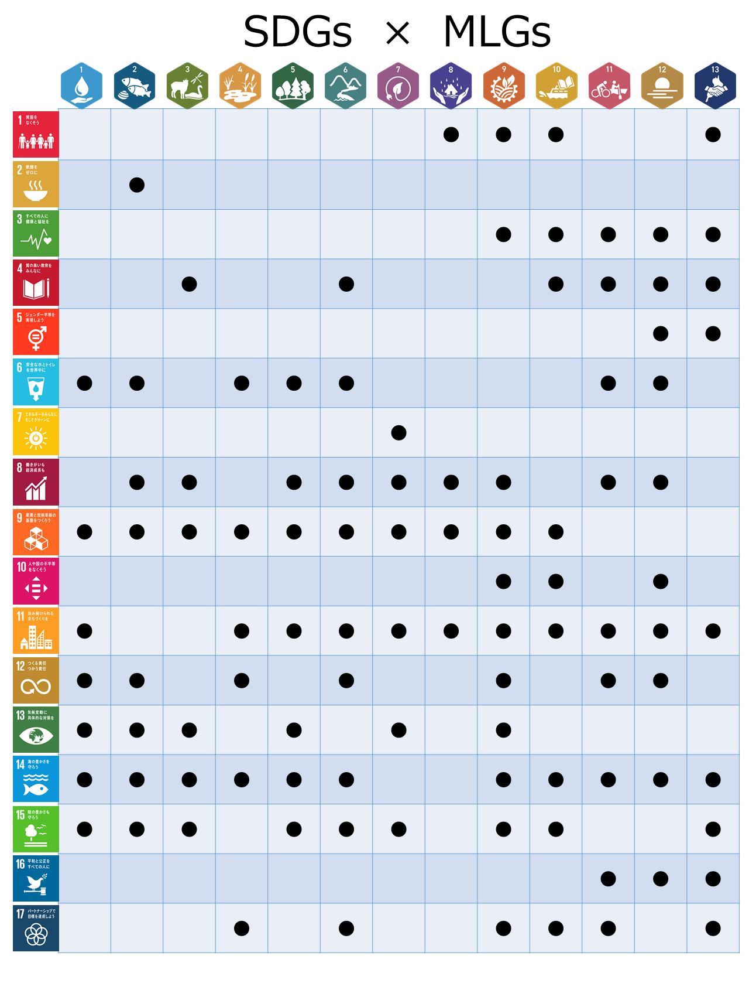 SDGs × MLGs
1 2 3 4 5 6 7 8 9 10 11 12 13
1 貧困を
なくそう
2 飢餓を
ゼロに
3 すべての人に
健康と福祉を
4 質の高い教育を
みんなに
5 ジェンダー平等を
実現しよう
6 安全な水とトイレ
を世界中に
7 エネルギーをみんなに
そしてクリーンに
8 働きがいも
経済成長も
9 産業と技術革新の
基盤をつくろう
10 人や国の不平等
をなくそう
11 住み続けられる
まちづくりを
12 つくる責任
つかう責任
13 気候変動に
具体的な対策を
14 海の豊かさを
守ろう
15 陸の豊かさも
守ろう
16 平和と公正を
すべての人に
17 パートナーシップで
目標を達成しよう